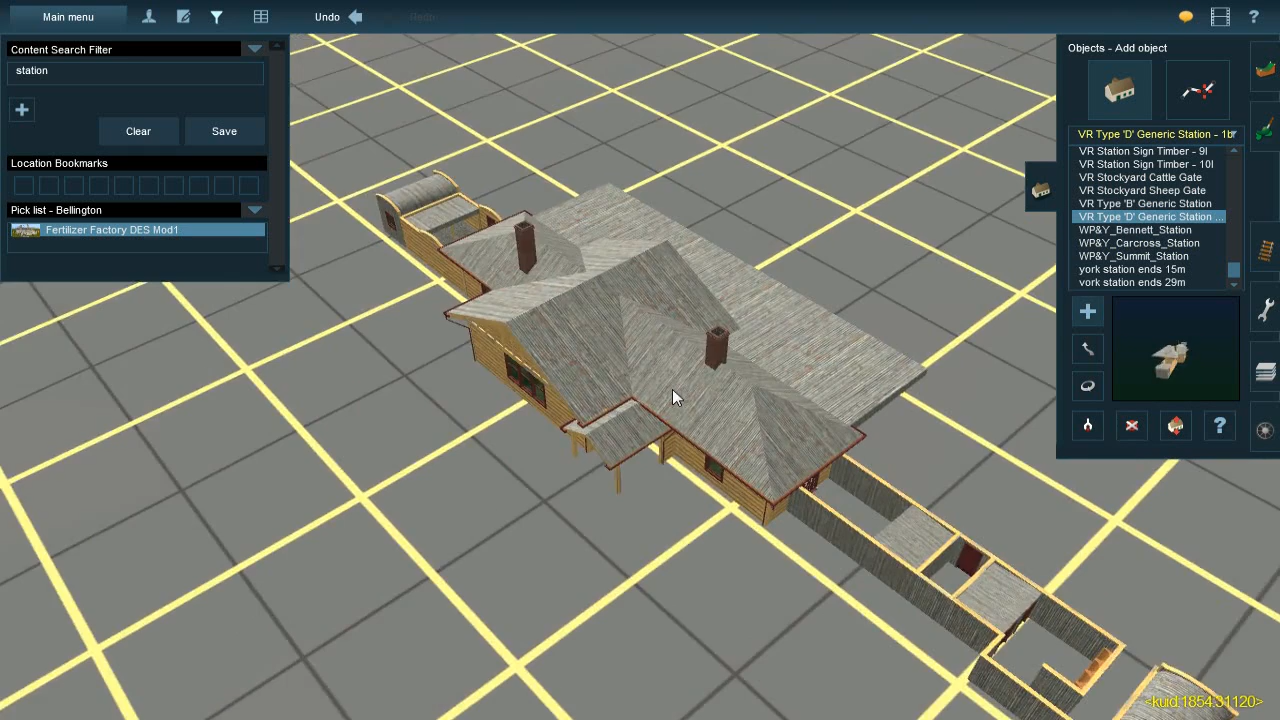 Main menu
Undo
Redo
Content Search Filter
station
Clear
Save
Location Bookmarks
Pick list - Bellington
Fertilizer Factory DES Mod1
Objects - Add object
VR Type 'D' Generic Station - 1b
VR Station Sign Timber - 9l
VR Station Sign Timber - 10l
VR Stockyard Cattle Gate
VR Stockyard Sheep Gate
VR Type 'B' Generic Station
VR Type 'D' Generic Station ...
WP&Y_Bennett_Station
WP&Y_Carcross_Station
WP&Y_Summit_Station
york station ends 15m
york station ends 29m
?
?
<kuid:1854:31120>